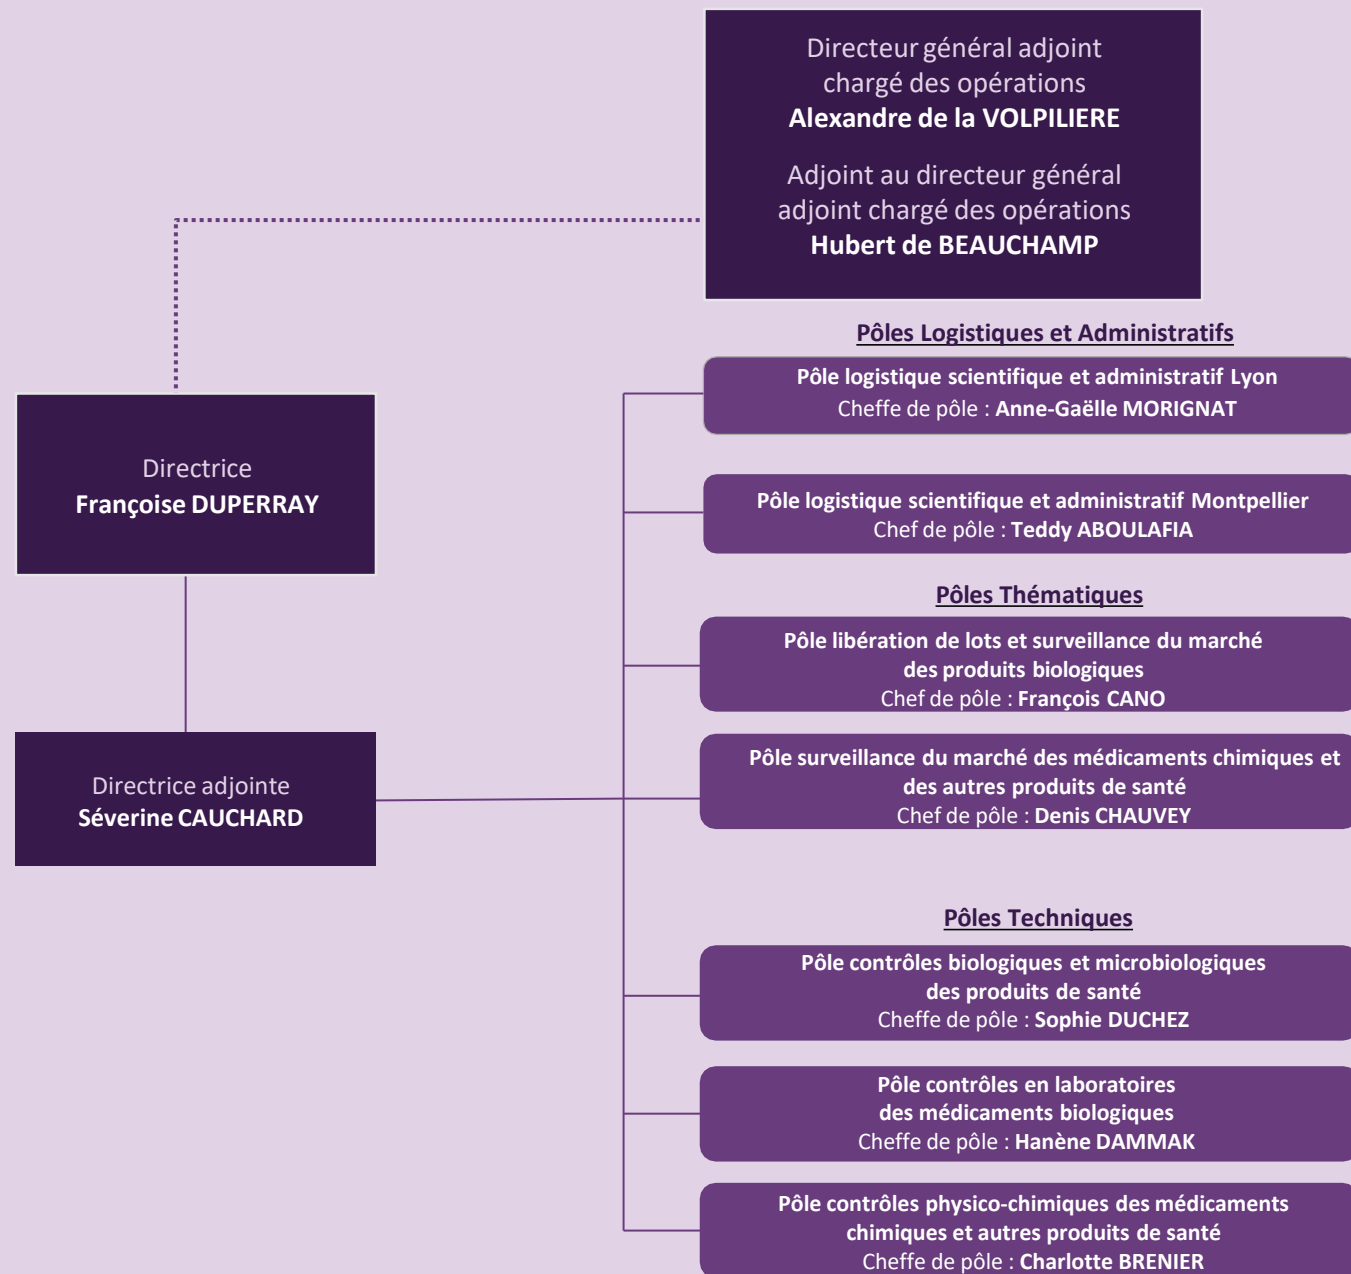 Directeur général adjoint
chargé des opérations
Alexandre de la VOLPILIERE
Adjoint au directeur général
adjoint chargé des opérations
Hubert de BEAUCHAMP
Directrice
Françoise DUPERRAY
Directrice adjointe
Séverine CAUCHARD
Pôles Logistiques et Administratifs
Pôle logistique scientifique et administratif Lyon
Cheffe de pôle : Anne-Gaëlle MORIGNAT
Pôle logistique scientifique et administratif Montpellier
Chef de pôle : Teddy ABOULAFIA
Pôles Thématiques
Pôle libération de lots et surveillance du marché
des produits biologiques
Chef de pôle : François CANO
Pôle surveillance du marché des médicaments chimiques et
des autres produits de santé
Chef de pôle : Denis CHAUVEY
Pôles Techniques
Pôle contrôles biologiques et microbiologiques
des produits de santé
Cheffe de pôle : Sophie DUCHEZ
Pôle contrôles en laboratoires
des médicaments biologiques
Cheffe de pôle : Hanène DAMMAK
Pôle contrôles physico-chimiques des médicaments
chimiques et autres produits de santé
Cheffe de pôle : Charlotte BRENIER